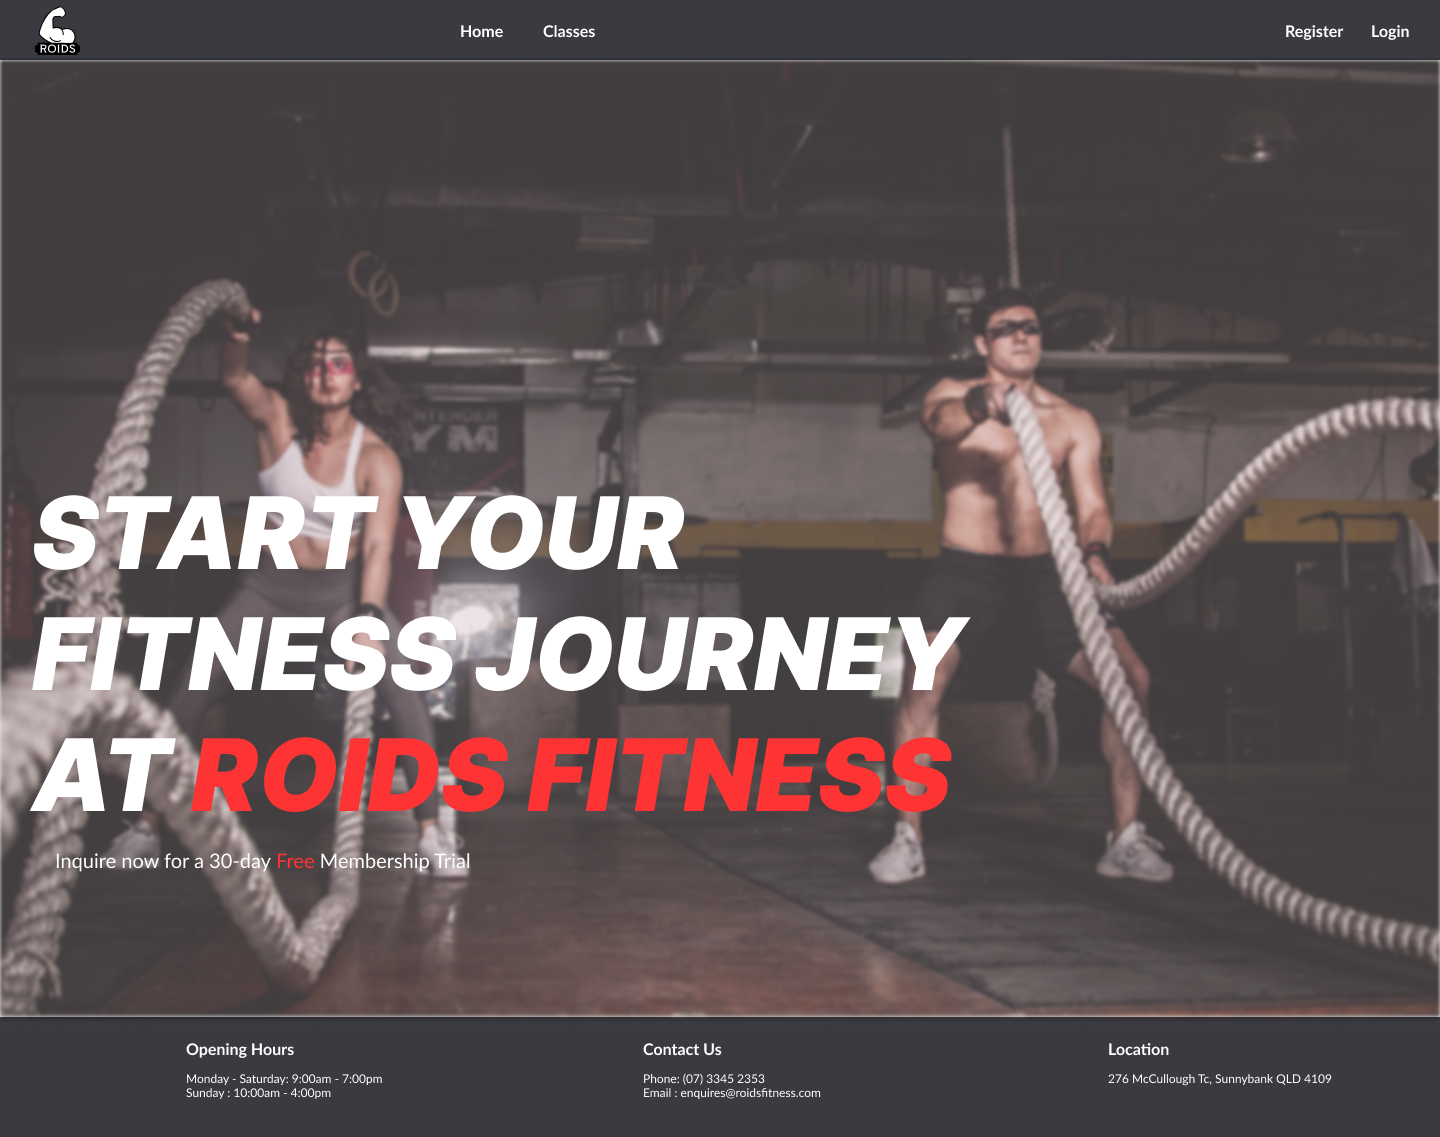 ROIDS
Home
Classes
Register
Login
NTENDER
YM
START YOUR
FITNESS JOURNEY
AT ROIDS FITNESS
Inquire now for a 30-day Free Membership Trial
Opening Hours
Monday - Saturday: 9:00am - 7:00pm
Sunday : 10:00am - 4:00pm
Contact Us
Phone: (07) 3345 2353
Email : enquires@roidsfitness.com
Location
276 McCullough Tc, Sunnybank QLD 4109